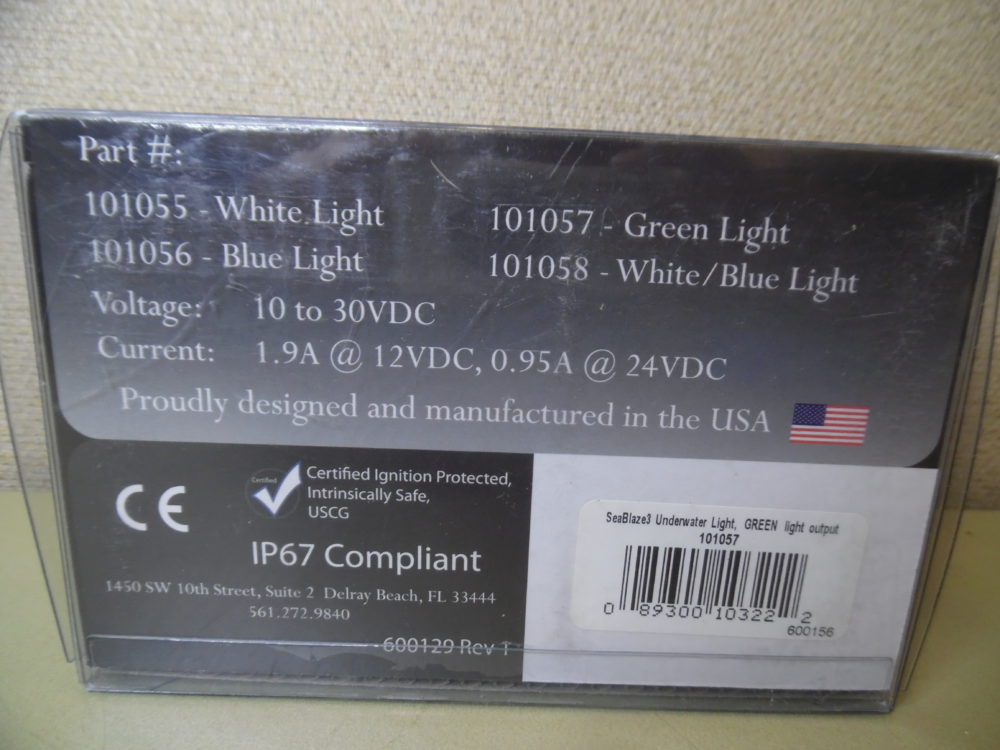 Part #:
101055 - White Light
101056 - Blue Light
101057 - Green Light
101058 - White/Blue Light
Voltage: 10 to 30VDC
Current: 1.9A @ 12VDC, 0.95A @ 24VDC
Proudly designed and manufactured in the USA
CE
Certified
Certified Ignition Protected,
Intrinsically Safe,
USCG
IP67 Compliant
1450 SW 10th Street, Suite 2 Delray Beach, FL 33444
561.272.9840
600129 Rev 1
SeaBlaze3 Underwater Light, GREEN light output
101057
0 89300 10322 2
600156